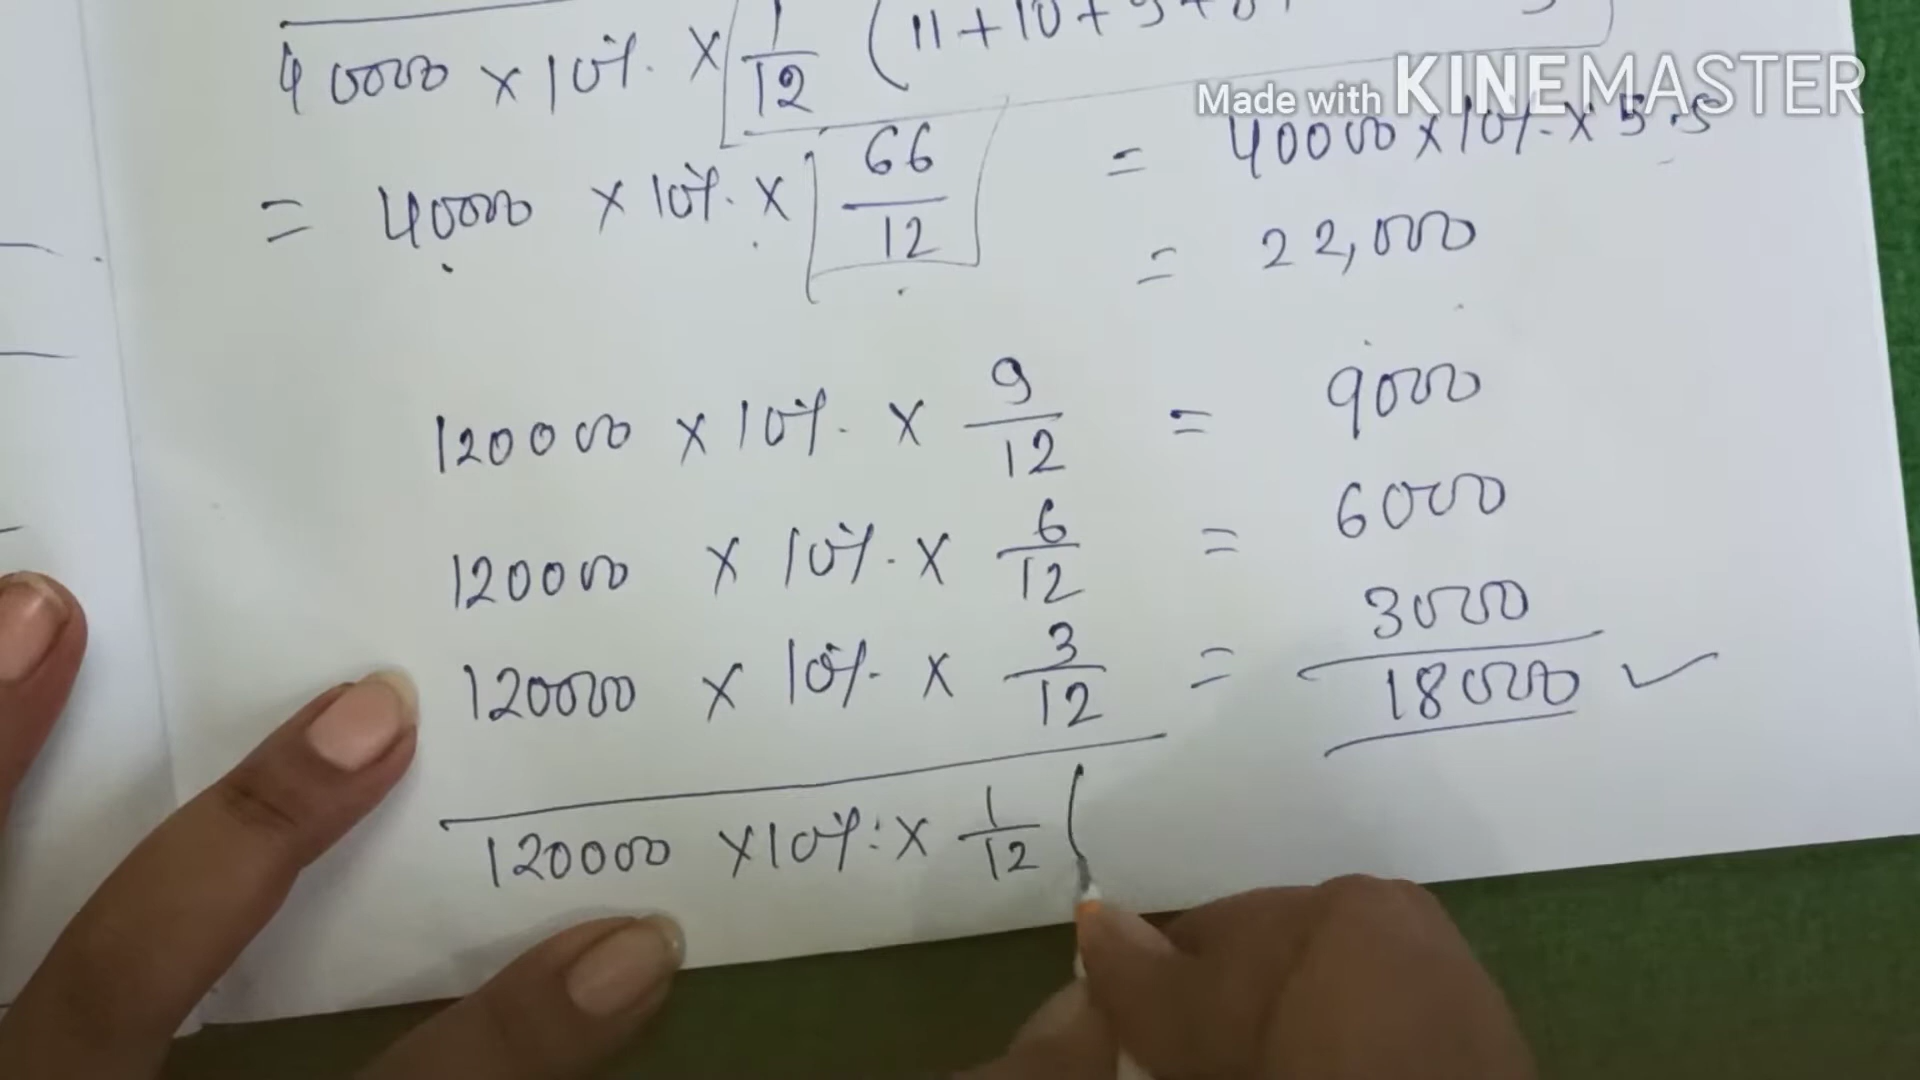 40000 × 10% × 1/12 (11+10+9+8+
Made with KINEMASTER
= 40000 × 10% × 66/12 = 40000 × 10% × 5.5
= 22,000
120000 × 10% × 9/12 = 9000
120000 × 10% × 6/12 = 6000
120000 × 10% × 3/12 = 3000
18000 ✓
120000 × 10% × 1/12 (